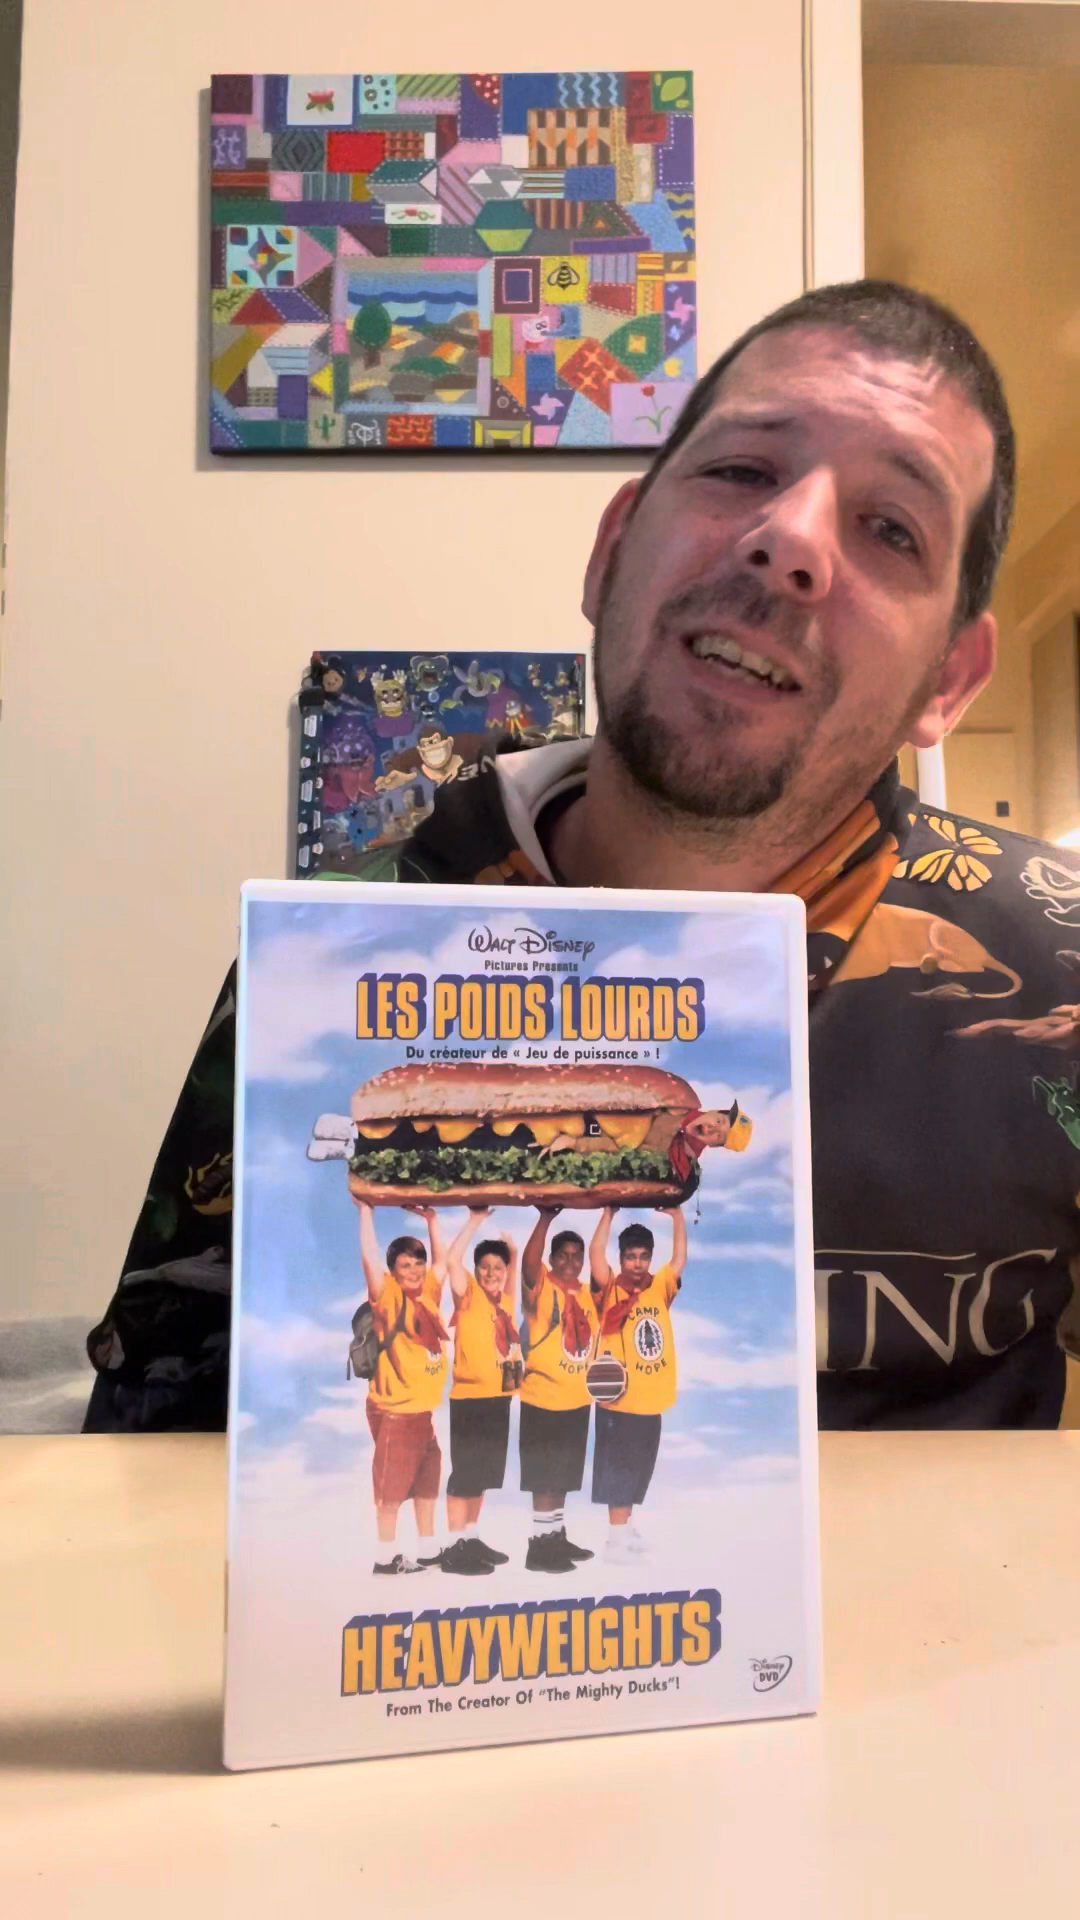 Walt Disney
Pictures Presents
LES POIDS LOURDS
Du créateur de « Jeu de puissance » !
CAMP
HOPE
HOPE
HEAVYWEIGHTS
From The Creator Of "The Mighty Ducks"!
Disney
DVD
ING